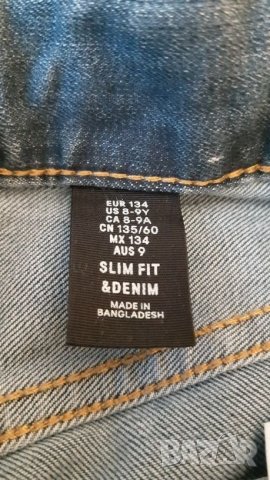 EUR 134
US 8-9Y
CA 8-9A
CN 135/60
MX 134
AUS 9
SLIM FIT
&DENIM
MADE IN
BANGLADESH
BAZAR